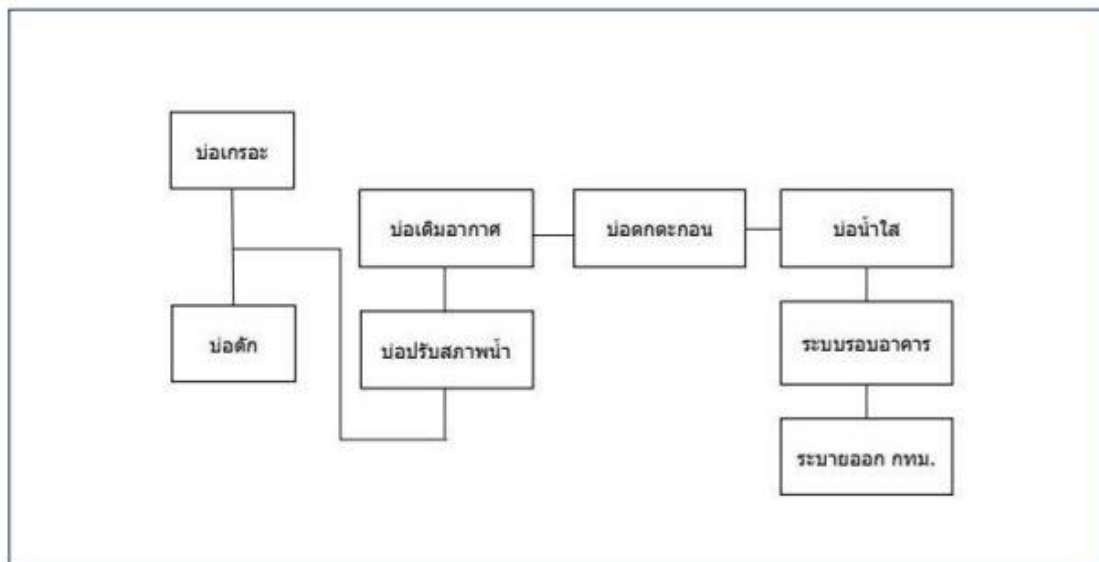 บ่อเกรอะ
บ่อดัก
บ่อเติมอากาศ
บ่อปรับสภาพน้ำ
บ่อตกตะกอน
บ่อน้ำใส
ระบบรอบอาคาร
ระบายออก กทม.